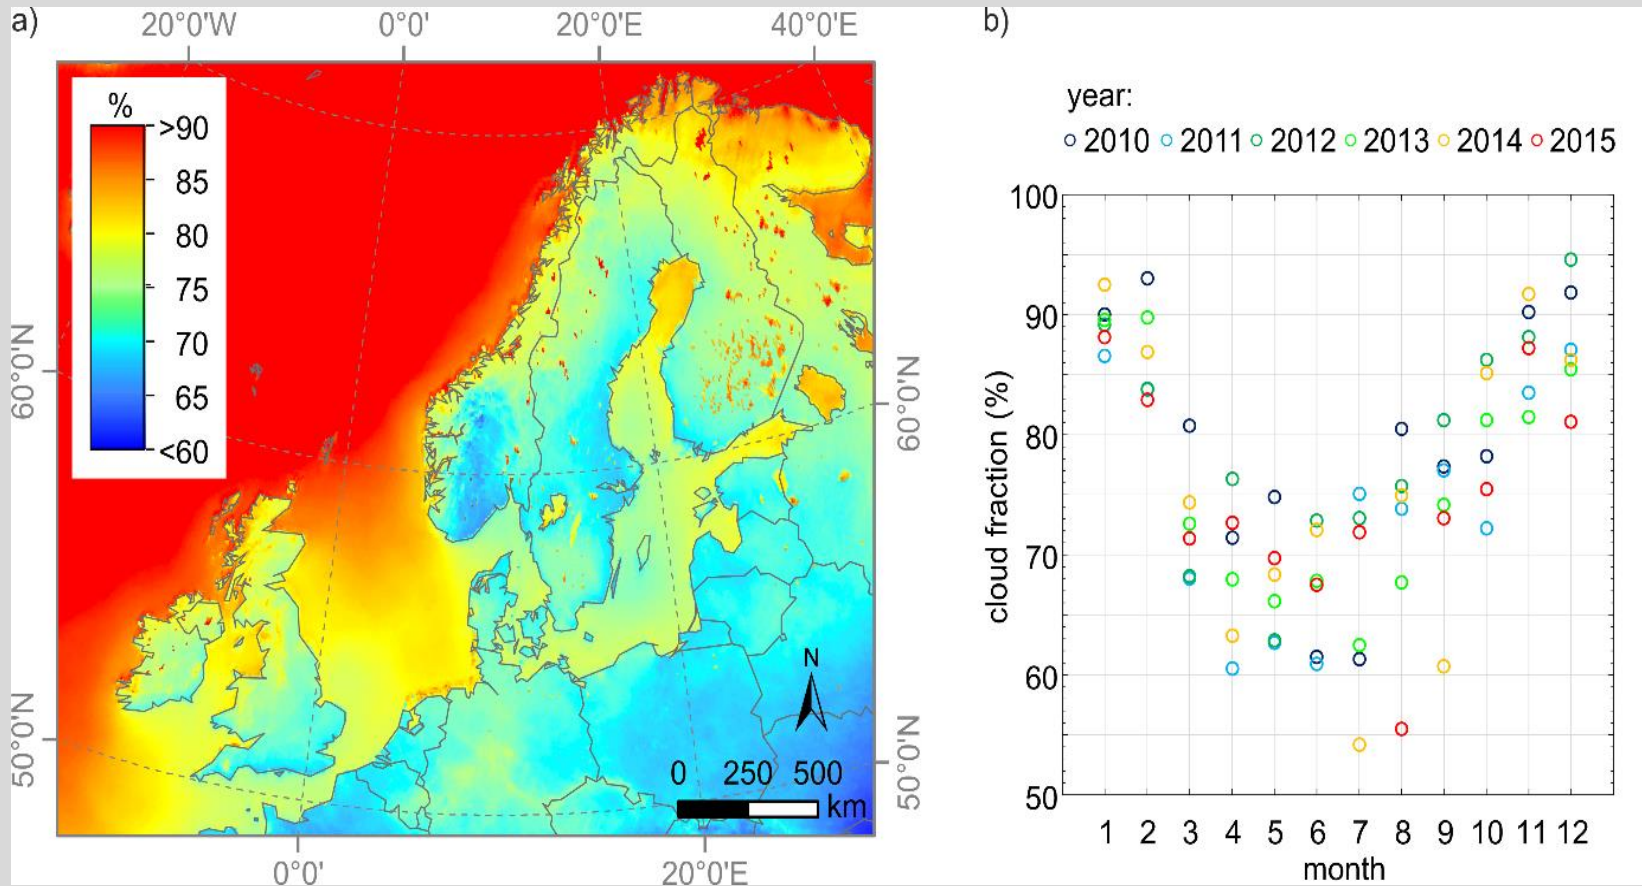 a)
20°0'W 0°0' 20°0'E 40°0'E
%
>90
85
80
75
70
65
<60
60°0'N
50°0'N
60°0'N
50°0'N
N
0 250 500
km
0°0' 20°0'E
b)
year:
2010 2011 2012 2013 2014 2015
cloud fraction (%)
100
90
80
70
60
50
1 2 3 4 5 6 7 8 9 10 11 12
month